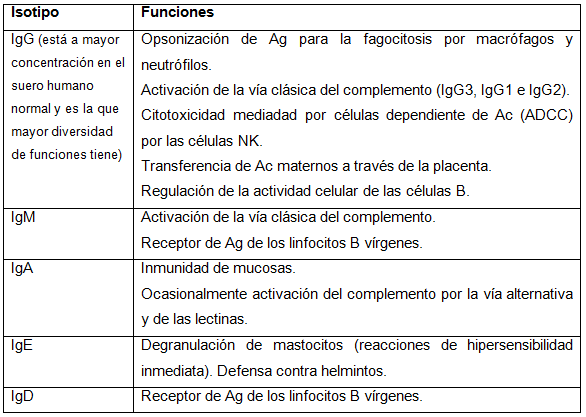 Isotipo
Funciones
IgG (está a mayor
concentración en el
suero humano
normal y es la que
mayor diversidad
de funciones tiene)
Opsonización de Ag para la fagocitosis por macrófagos y
neutrófilos.
Activación de la vía clásica del complemento (IgG3, IgG1 e IgG2).
Citotoxicidad mediadad por células dependiente de Ac (ADCC)
por las células NK.
Transferencia de Ac maternos a través de la placenta.
Regulación de la actividad celular de las células B.
IgM
Activación de la vía clásica del complemento.
Receptor de Ag de los linfocitos B vírgenes.
IgA
Inmunidad de mucosas.
Ocasionalmente activación del complemento por la vía alternativa
y de las lectinas.
IgE
Degranulación de mastocitos (reacciones de hipersensibilidad
inmediata). Defensa contra helmintos.
IgD
Receptor de Ag de los linfocitos B vírgenes.